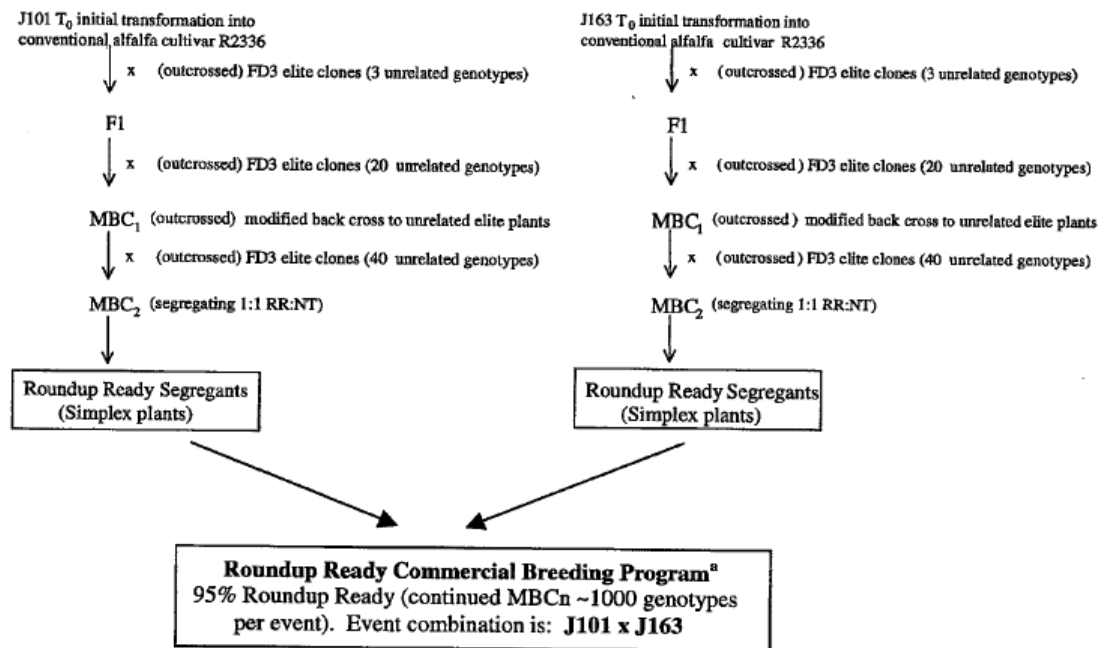 J101 T0 initial transformation into
conventional alfalfa cultivar R2336
x (outcrossed) FD3 elite clones (3 unrelated genotypes)
F1
x (outcrossed) FD3 elite clones (20 unrelated genotypes)
MBC1 (outcrossed) modified back cross to unrelated elite plants
x (outcrossed) FD3 elite clones (40 unrelated genotypes)
MBC2 (segregating 1:1 RR:NT)
Roundup Ready Segregants
(Simplex plants)
J163 T0 initial transformation into
conventional alfalfa cultivar R2336
x (outcrossed) FD3 elite clones (3 unrelated genotypes)
F1
x (outcrossed) FD3 elite clones (20 unrelated genotypes)
MBC1 (outcrossed) modified back cross to unrelated elite plants
x (outcrossed) FD3 elite clones (40 unrelated genotypes)
MBC2 (segregating 1:1 RR:NT)
Roundup Ready Segregants
(Simplex plants)
Roundup Ready Commercial Breeding Programa
95% Roundup Ready (continued MBCn ~1000 genotypes
per event). Event combination is: J101 x J163